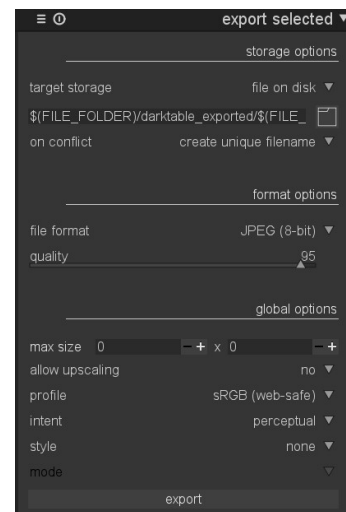 export selected
storage options
target storage file on disk
$(FILE_FOLDER)/darktable_exported/$(FILE_
on conflict create unique filename
format options
file format JPEG (8-bit)
quality 95
global options
max size 0 - + x 0 - +
allow upscaling no
profile sRGB (web-safe)
intent perceptual
style none
mode
export